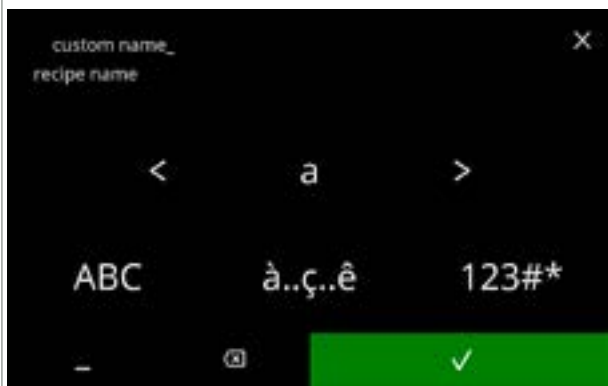 custom name_
recipe name
< a >
ABC à..ç..ê 123#*
_